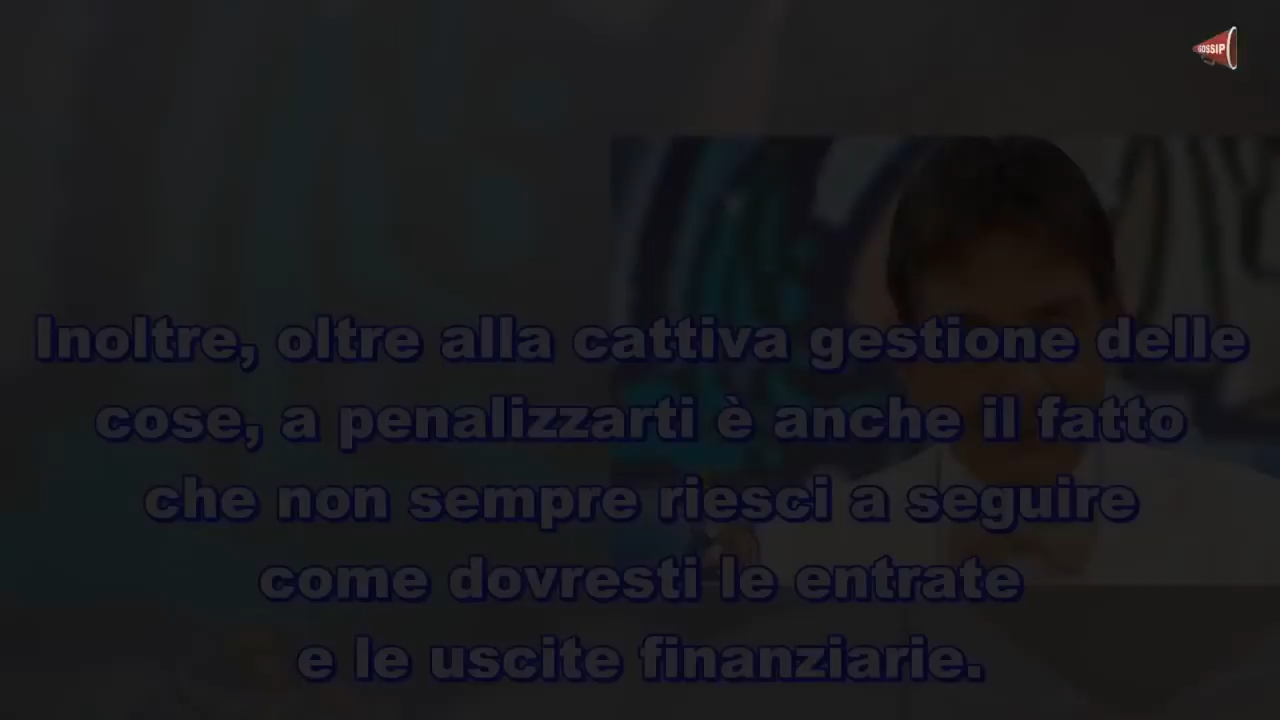 GOSSIP
Inoltre, oltre alla cattiva gestione delle
cose, a penalizzarti è anche il fatto
che non sempre riesci a seguire
come dovresti le entrate
e le uscite finanziarie.